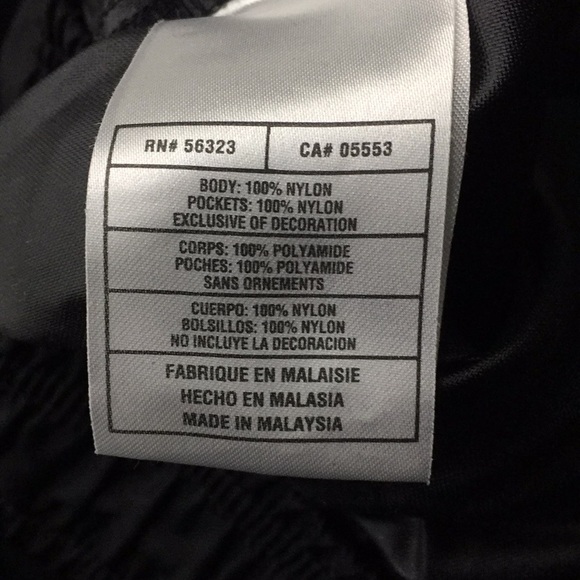 RN# 56323 CA# 05553
BODY: 100% NYLON
POCKETS: 100% NYLON
EXCLUSIVE OF DECORATION
CORPS: 100% POLYAMIDE
POCHES: 100% POLYAMIDE
SANS ORNEMENTS
CUERPO: 100% NYLON
BOLSILLOS: 100% NYLON
NO INCLUYE LA DECORACION
FABRIQUE EN MALAISIE
HECHO EN MALASIA
MADE IN MALAYSIA